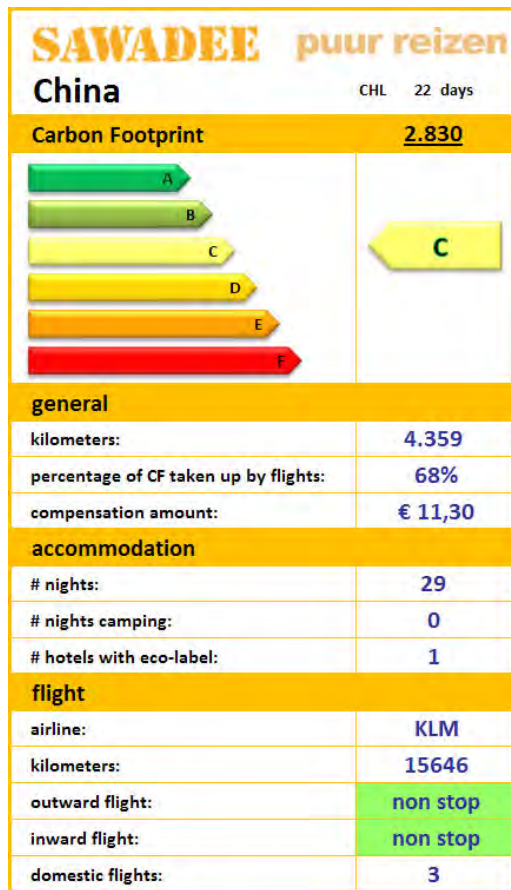 SAWADEE puur reizen
China CHL 22 days
Carbon Footprint 2.830
A
B
C
C
D
E
F
general
kilometers: 4.359
percentage of CF taken up by flights: 68%
compensation amount: € 11,30
accommodation
# nights: 29
# nights camping: 0
# hotels with eco-label: 1
flight
airline: KLM
kilometers: 15646
outward flight: non stop
inward flight: non stop
domestic flights: 3